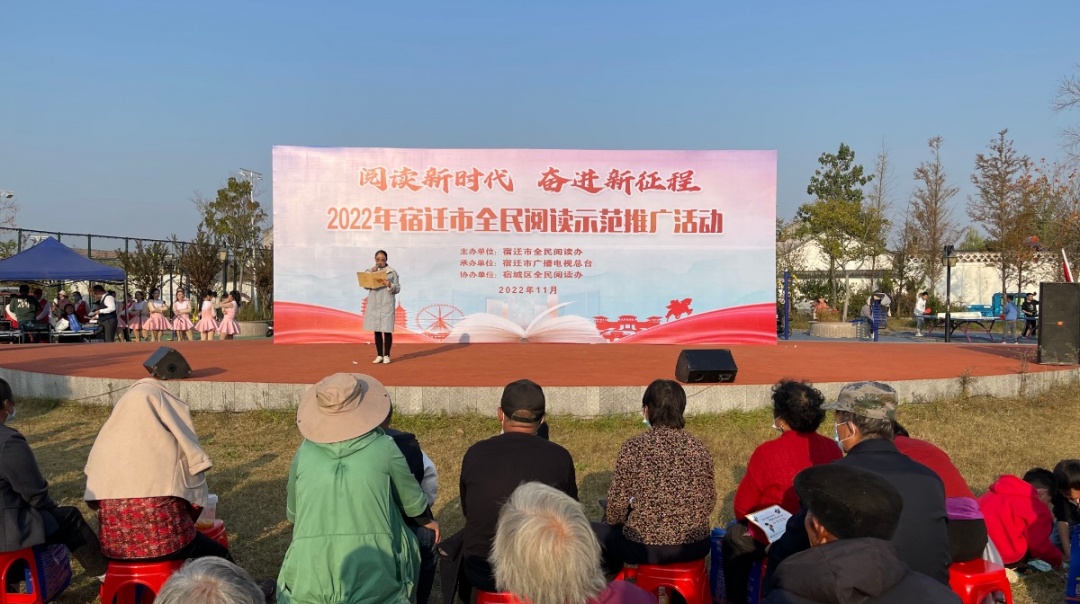 阅读新时代 奋进新征程
2022年宿迁市全民阅读示范推广活动
主办单位：宿迁市全民阅读办
承办单位：宿迁市广播电视总台
协办单位：宿城区全民阅读办
2022年11月